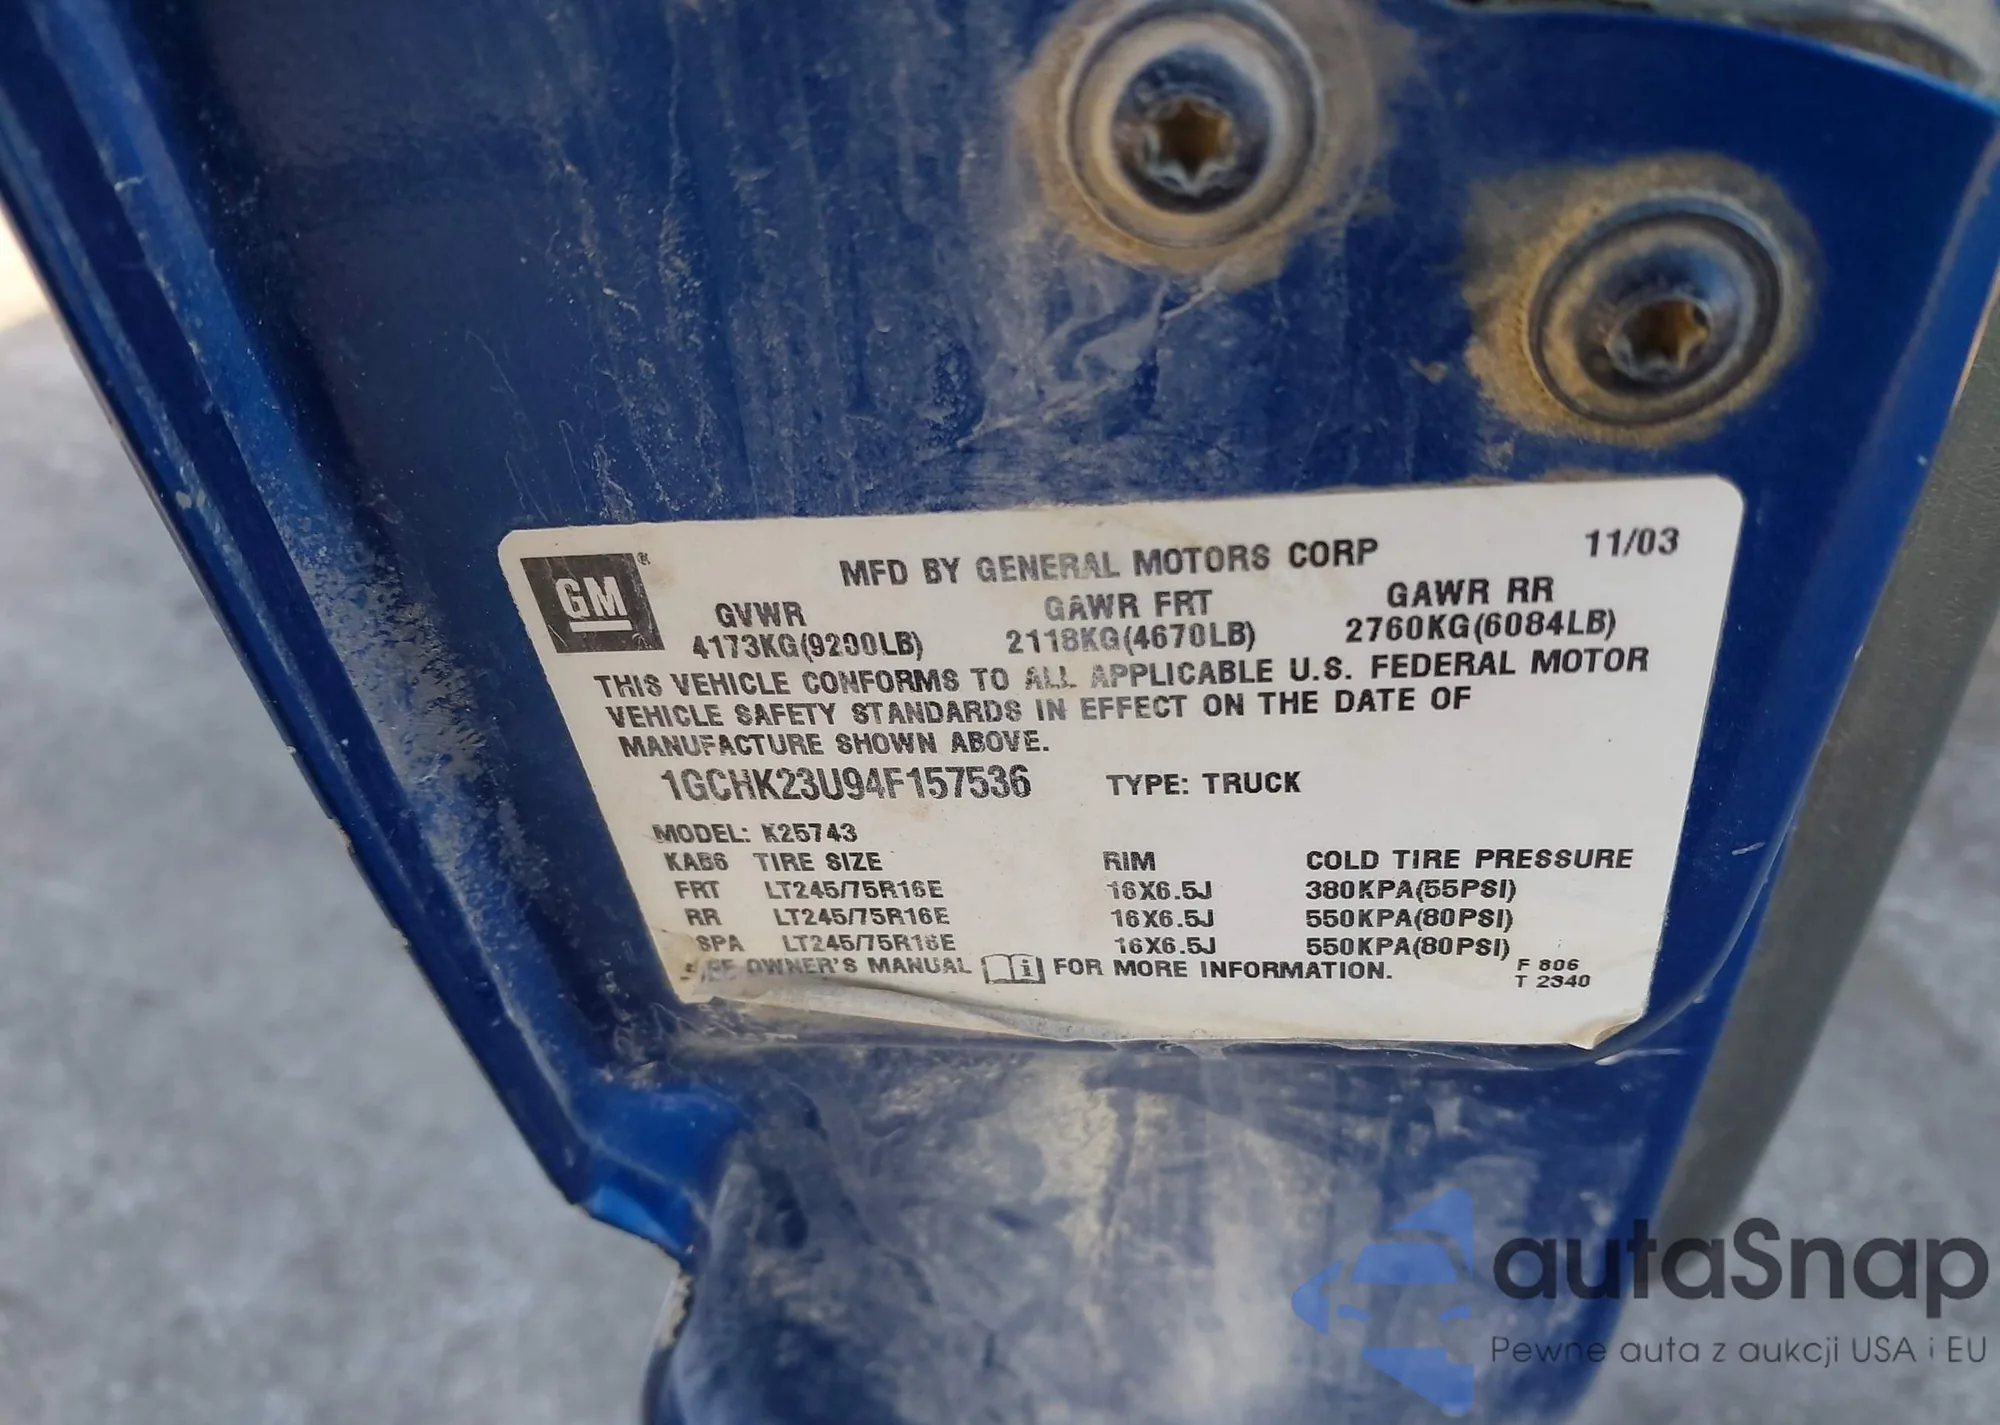 GM®
MFD BY GENERAL MOTORS CORP 11/03
GVWR GAWR FRT GAWR RR
4173KG(9200LB) 2118KG(4670LB) 2760KG(6084LB)
THIS VEHICLE CONFORMS TO ALL APPLICABLE U.S. FEDERAL MOTOR
VEHICLE SAFETY STANDARDS IN EFFECT ON THE DATE OF
MANUFACTURE SHOWN ABOVE.
1GCHK23U94F157536 TYPE: TRUCK
MODEL: K25743
KAB6 TIRE SIZE RIM COLD TIRE PRESSURE
FRT LT245/75R16E 16X6.5J 380KPA(55PSI)
RR LT245/75R16E 16X6.5J 550KPA(80PSI)
SPA LT245/75R16E 16X6.5J 550KPA(80PSI)
SEE OWNER'S MANUAL i FOR MORE INFORMATION.
F 806
T 2340
autaSnap
Pewne auta z aukcji USA i EU